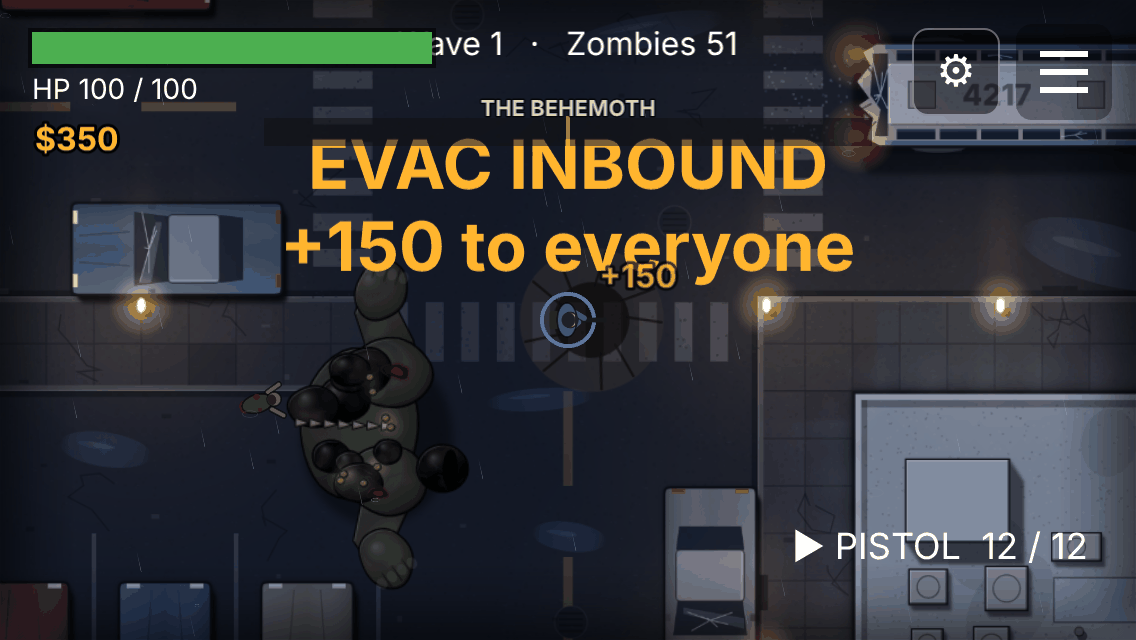 ave 1 · Zombies 51
HP 100 / 100
$350
4217
THE BEHEMOTH
EVAC INBOUND
+150 to everyone
+150
PISTOL 12 / 12